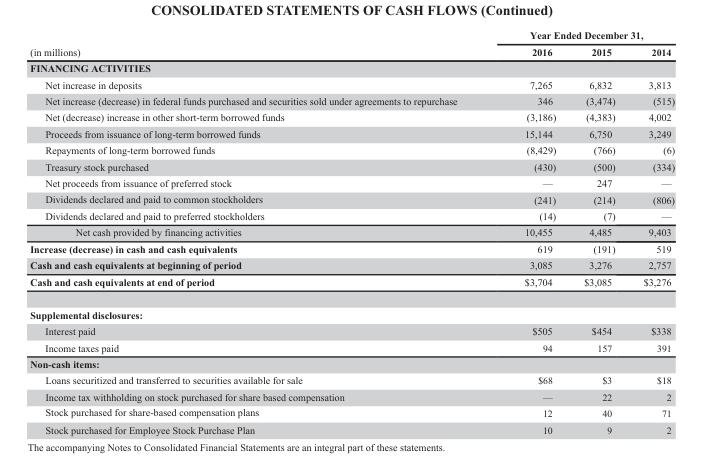 CONSOLIDATED STATEMENTS OF CASH FLOWS (Continued)
Year Ended December 31,
(in millions) 2016 2015 2014
FINANCING ACTIVITIES
Net increase in deposits 7,265 6,832 3,813
Net increase (decrease) in federal funds purchased and securities sold under agreements to repurchase 346 (3,474) (515)
Net (decrease) increase in other short-term borrowed funds (3,186) (4,383) 4,002
Proceeds from issuance of long-term borrowed funds 15,144 6,750 3,249
Repayments of long-term borrowed funds (8,429) (766) (6)
Treasury stock purchased (430) (500) (334)
Net proceeds from issuance of preferred stock — 247 —
Dividends declared and paid to common stockholders (241) (214) (806)
Dividends declared and paid to preferred stockholders (14) (7) —
Net cash provided by financing activities 10,455 4,485 9,403
Increase (decrease) in cash and cash equivalents 619 (191) 519
Cash and cash equivalents at beginning of period 3,085 3,276 2,757
Cash and cash equivalents at end of period $3,704 $3,085 $3,276
Supplemental disclosures:
Interest paid $505 $454 $338
Income taxes paid 94 157 391
Non-cash items:
Loans securitized and transferred to securities available for sale $68 $3 $18
Income tax withholding on stock purchased for share based compensation — 22 2
Stock purchased for share-based compensation plans 12 40 71
Stock purchased for Employee Stock Purchase Plan 10 9 2
The accompanying Notes to Consolidated Financial Statements are an integral part of these statements.